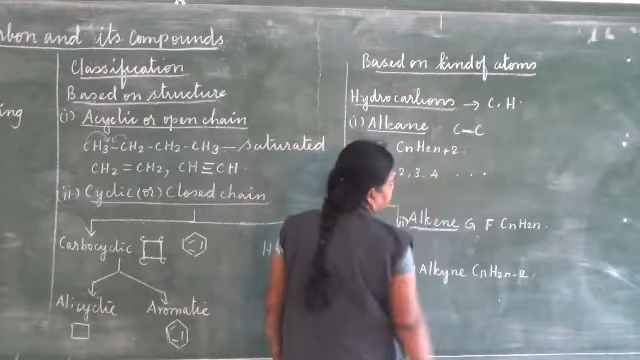 rbon and its compounds
Classification
Based on structure
(i) Acyclic or open chain
CH3-CH2-CH2-CH3- saturated
CH2=CH2, CH≡CH.
(ii) Cyclic (or) Closed chain
Carbocyclic
Alicyclic Aromatic
ing
Based on kind of atoms
Hydrocarbons → C, H.
(i) Alkane C-C
CnH2n+2.
2, 3, 4 . . .
Alkene G F CnH2n.
Alkyne CnH2n-2.